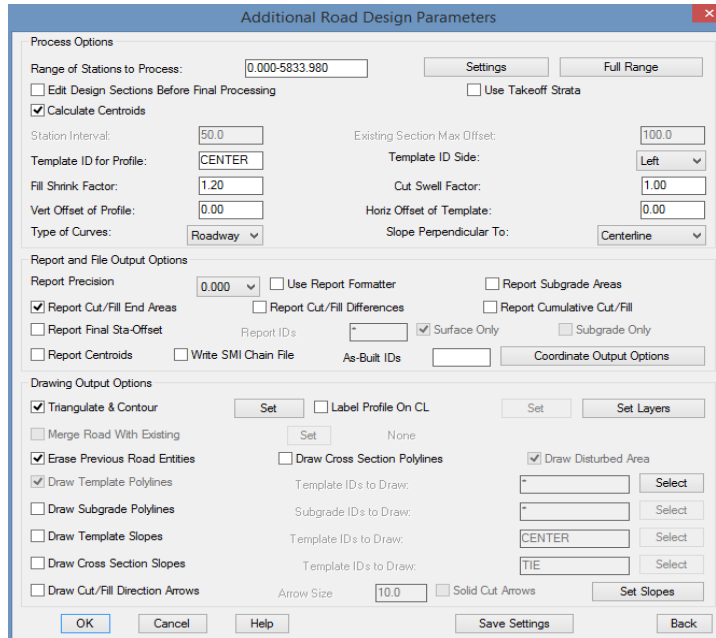 Additional Road Design Parameters
Process Options
Range of Stations to Process: 0.000-5833.980 Settings Full Range
Edit Design Sections Before Final Processing Use Takeoff Strata
Calculate Centroids
Station Interval: 50.0 Existing Section Max Offset: 100.0
Template ID for Profile: CENTER Template ID Side: Left
Fill Shrink Factor: 1.20 Cut Swell Factor: 1.00
Vert Offset of Profile: 0.00 Horiz Offset of Template: 0.00
Type of Curves: Roadway Slope Perpendicular To: Centerline
Report and File Output Options
Report Precision 0.000 Use Report Formatter Report Subgrade Areas
Report Cut/Fill End Areas Report Cut/Fill Differences Report Cumulative Cut/Fill
Report Final Sta-Offset Report IDs * Surface Only Subgrade Only
Report Centroids Write SMI Chain File As-Built IDs Coordinate Output Options
Drawing Output Options
Triangulate & Contour Set Label Profile On CL Set Set Layers
Merge Road With Existing Set None
Erase Previous Road Entities Draw Cross Section Polylines Draw Disturbed Area
Draw Template Polylines Template IDs to Draw: * Select
Draw Subgrade Polylines Subgrade IDs to Draw: * Select
Draw Template Slopes Template IDs to Draw: CENTER Select
Draw Cross Section Slopes Template IDs to Draw: TIE Select
Draw Cut/Fill Direction Arrows Arrow Size 10.0 Solid Cut Arrows Set Slopes
OK Cancel Help Save Settings Back